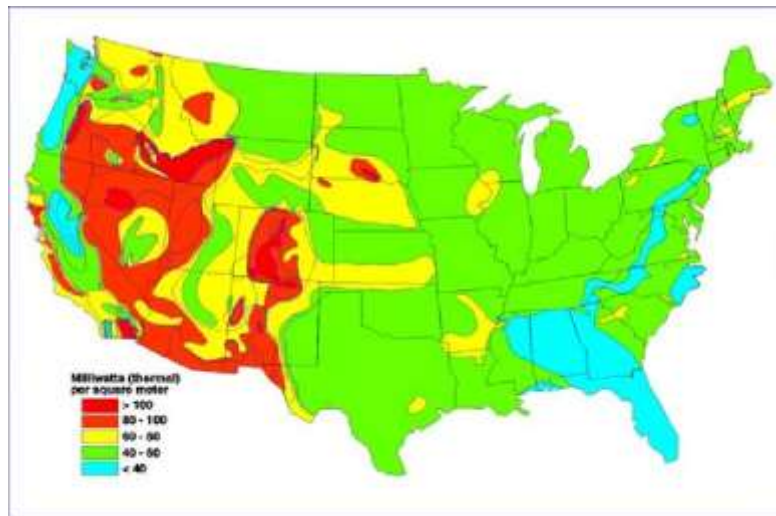 Milliwatts (thermal)
per square meter
> 100
80 - 100
60 - 80
40 - 60
< 40